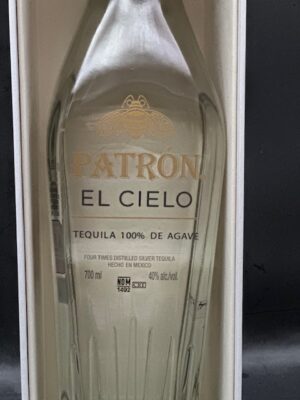 PATRÓN
EL CIELO
TEQUILA 100% DE AGAVE
FOUR TIMES DISTILLED SILVER TEQUILA
HECHO EN MEXICO
700 ml 40% alc./vol.
NOM
1492